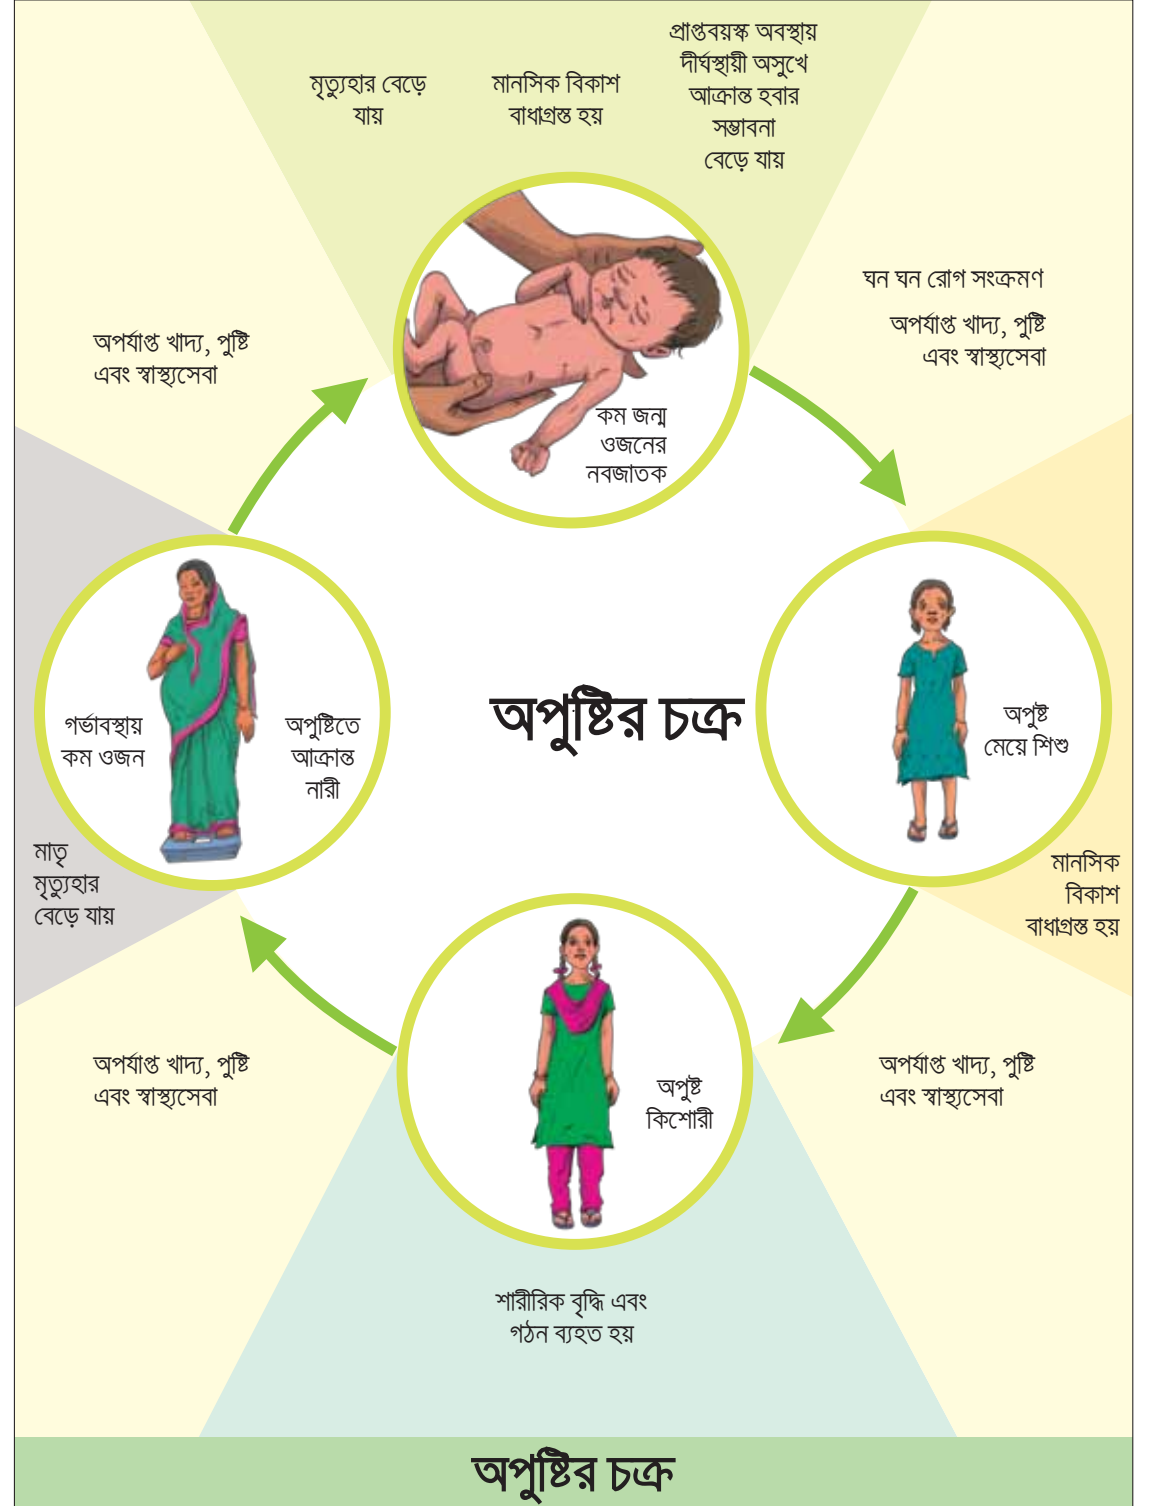 মৃত্যুহার বেড়ে
যায়
মানসিক বিকাশ
বাধাগ্রস্ত হয়
প্রাপ্তবয়স্ক অবস্থায়
দীর্ঘস্থায়ী অসুখে
আক্রান্ত হবার
সম্ভাবনা
বেড়ে যায়
ঘন ঘন রোগ সংক্রমণ
অপর্যাপ্ত খাদ্য, পুষ্টি
এবং স্বাস্থ্যসেবা
অপর্যাপ্ত খাদ্য, পুষ্টি
এবং স্বাস্থ্যসেবা
কম জন্ম
ওজনের
নবজাতক
গর্ভাবস্থায়
কম ওজন
অপুষ্টিতে
আক্রান্ত
নারী
অপুষ্টির চক্র
অপুষ্ট
মেয়ে শিশু
মাতৃ
মৃত্যুহার
বেড়ে যায়
মানসিক
বিকাশ
বাধাগ্রস্ত হয়
অপর্যাপ্ত খাদ্য, পুষ্টি
এবং স্বাস্থ্যসেবা
অপুষ্ট
কিশোরী
অপর্যাপ্ত খাদ্য, পুষ্টি
এবং স্বাস্থ্যসেবা
শারীরিক বৃদ্ধি এবং
গঠন ব্যহত হয়
অপুষ্টির চক্র